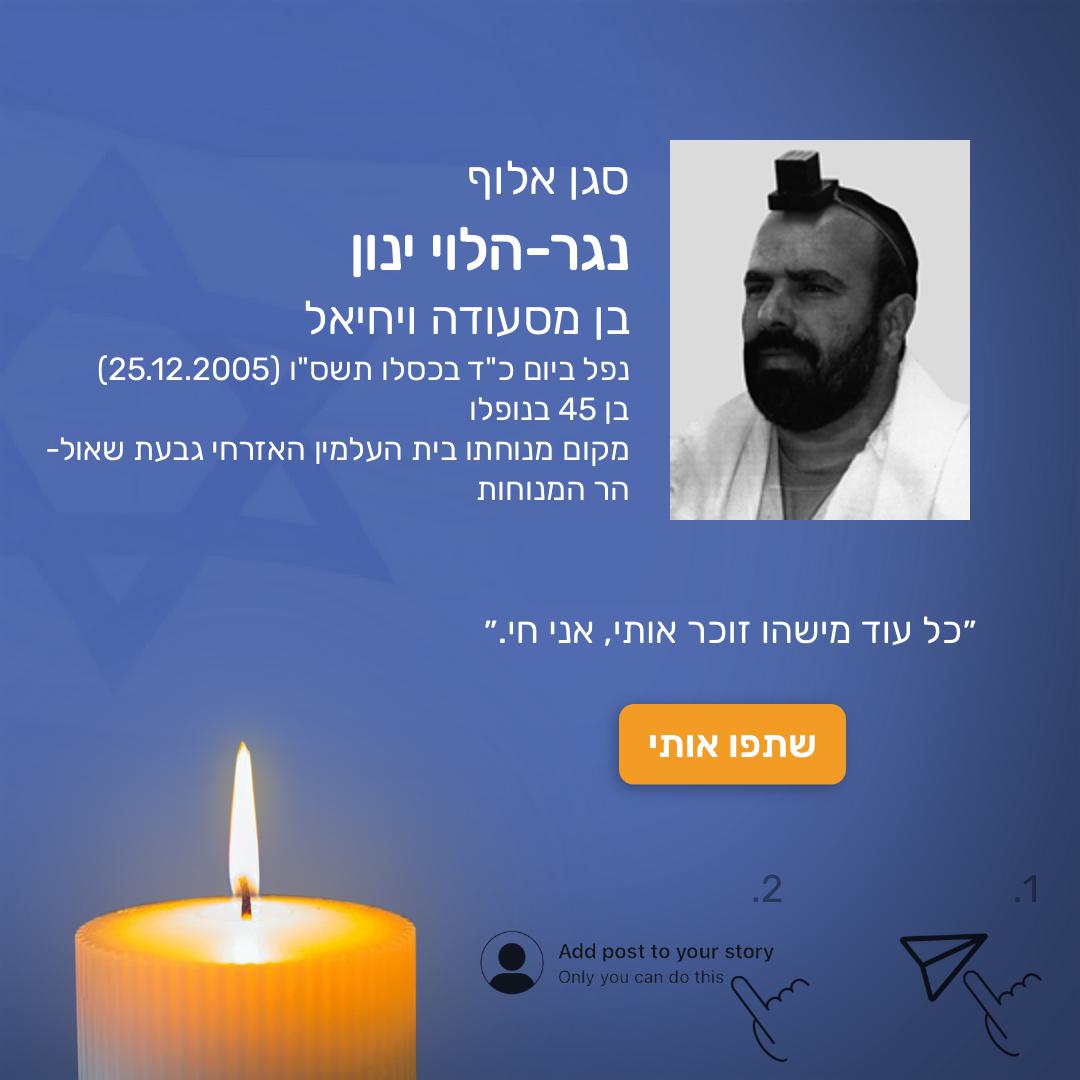 סגן אלוף
נגר-הלוי ינון
בן מסעודה ויחיאל
נפל ביום כ"ד בכסלו תשס"ו (25.12.2005)
בן 45 בנופלו
מקום מנוחתו בית העלמין האזרחי גבעת שאול-
הר המנוחות
״כל עוד מישהו זוכר אותי, אני חי.״
שתפו אותי
.1
.2
Add post to your story
Only you can do this